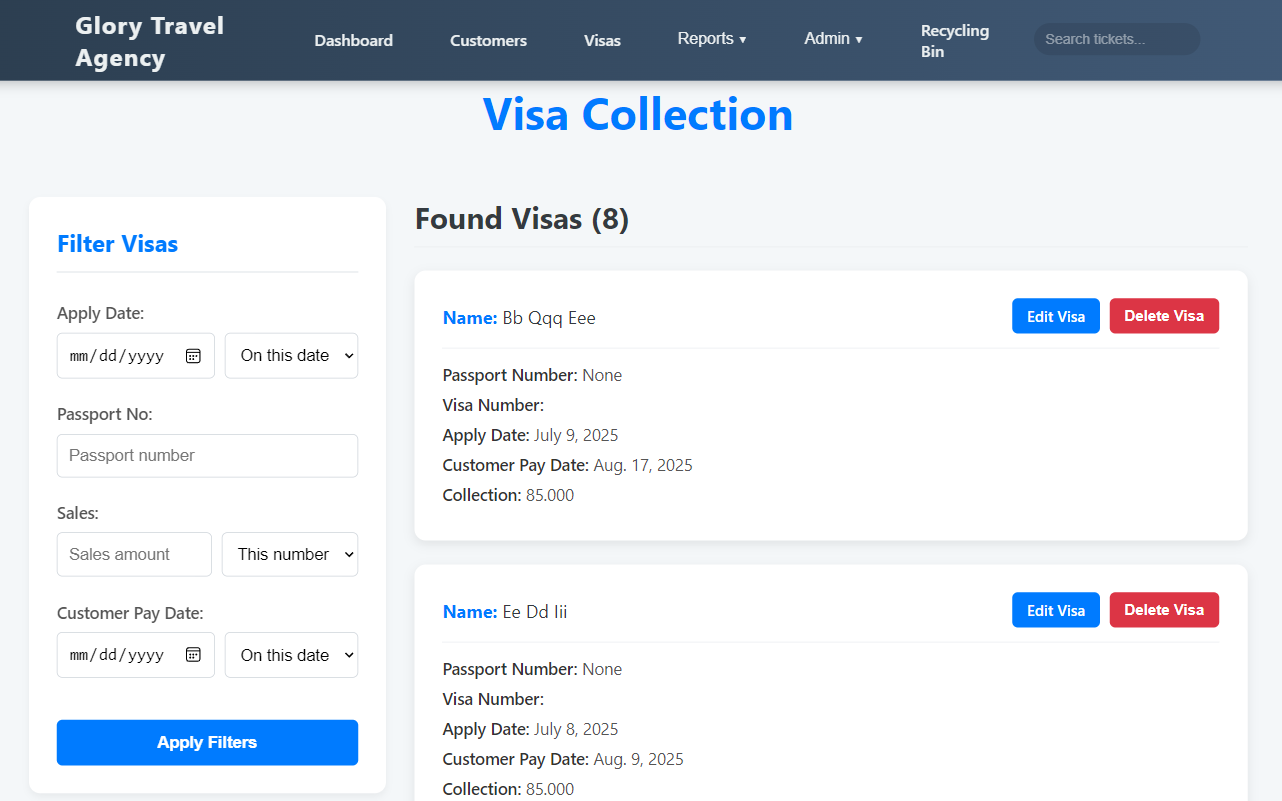 Glory Travel
Agency
Dashboard
Customers
Visas
Reports ▼
Admin ▼
Recycling
Bin
Search tickets...
Visa Collection
Filter Visas
Apply Date:
mm/dd/yyyy
On this date
Passport No:
Passport number
Sales:
Sales amount
This number
Customer Pay Date:
mm/dd/yyyy
On this date
Apply Filters
Found Visas (8)
Name: Bb Qqq Eee
Edit Visa
Delete Visa
Passport Number: None
Visa Number:
Apply Date: July 9, 2025
Customer Pay Date: Aug. 17, 2025
Collection: 85.000
Name: Ee Dd Iii
Edit Visa
Delete Visa
Passport Number: None
Visa Number:
Apply Date: July 8, 2025
Customer Pay Date: Aug. 9, 2025
Collection: 85.000